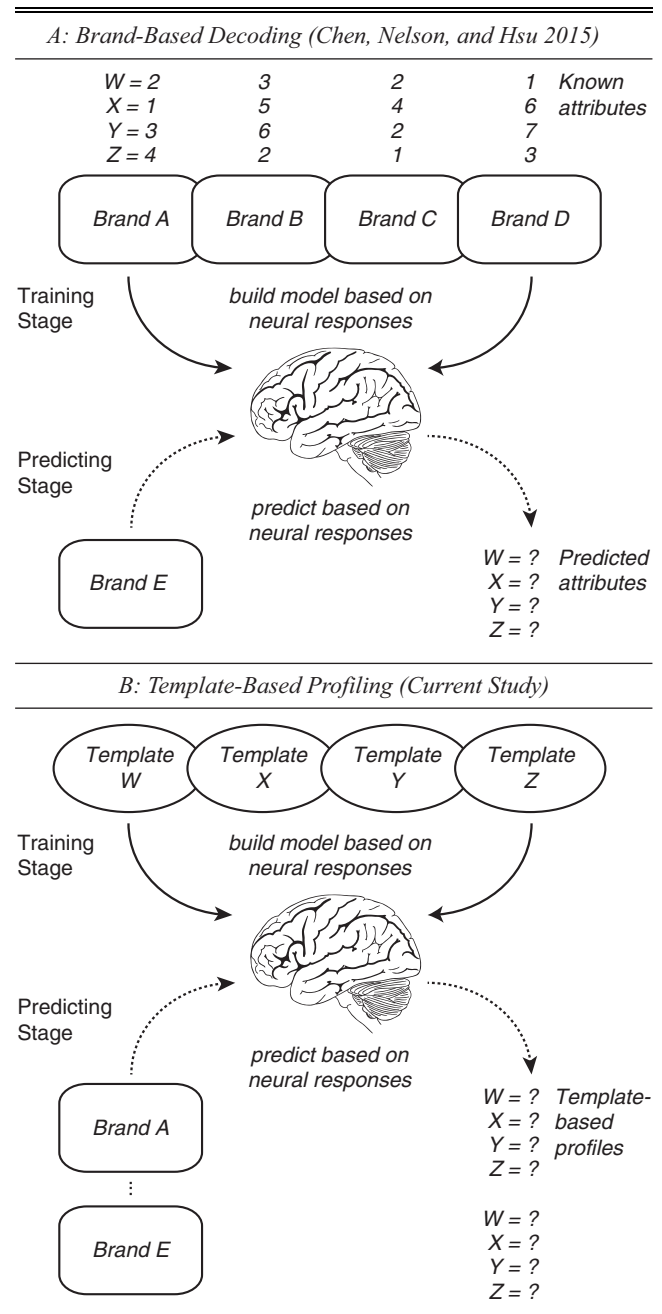 A: Brand-Based Decoding (Chen, Nelson, and Hsu 2015)
W = 2 3 2 1 Known
X = 1 5 4 6 attributes
Y = 3 6 2 7
Z = 4 2 1 3
Brand A Brand B Brand C Brand D
Training
Stage
build model based on
neural responses
Predicting
Stage
predict based on
neural responses
Brand E
W = ? Predicted
X = ? attributes
Y = ?
Z = ?
B: Template-Based Profiling (Current Study)
Template Template Template Template
W X Y Z
Training
Stage
build model based on
neural responses
Predicting
Stage
predict based on
neural responses
Brand A
W = ? Template-
X = ? based
Y = ? profiles
Z = ?
⋮
Brand E
W = ?
X = ?
Y = ?
Z = ?